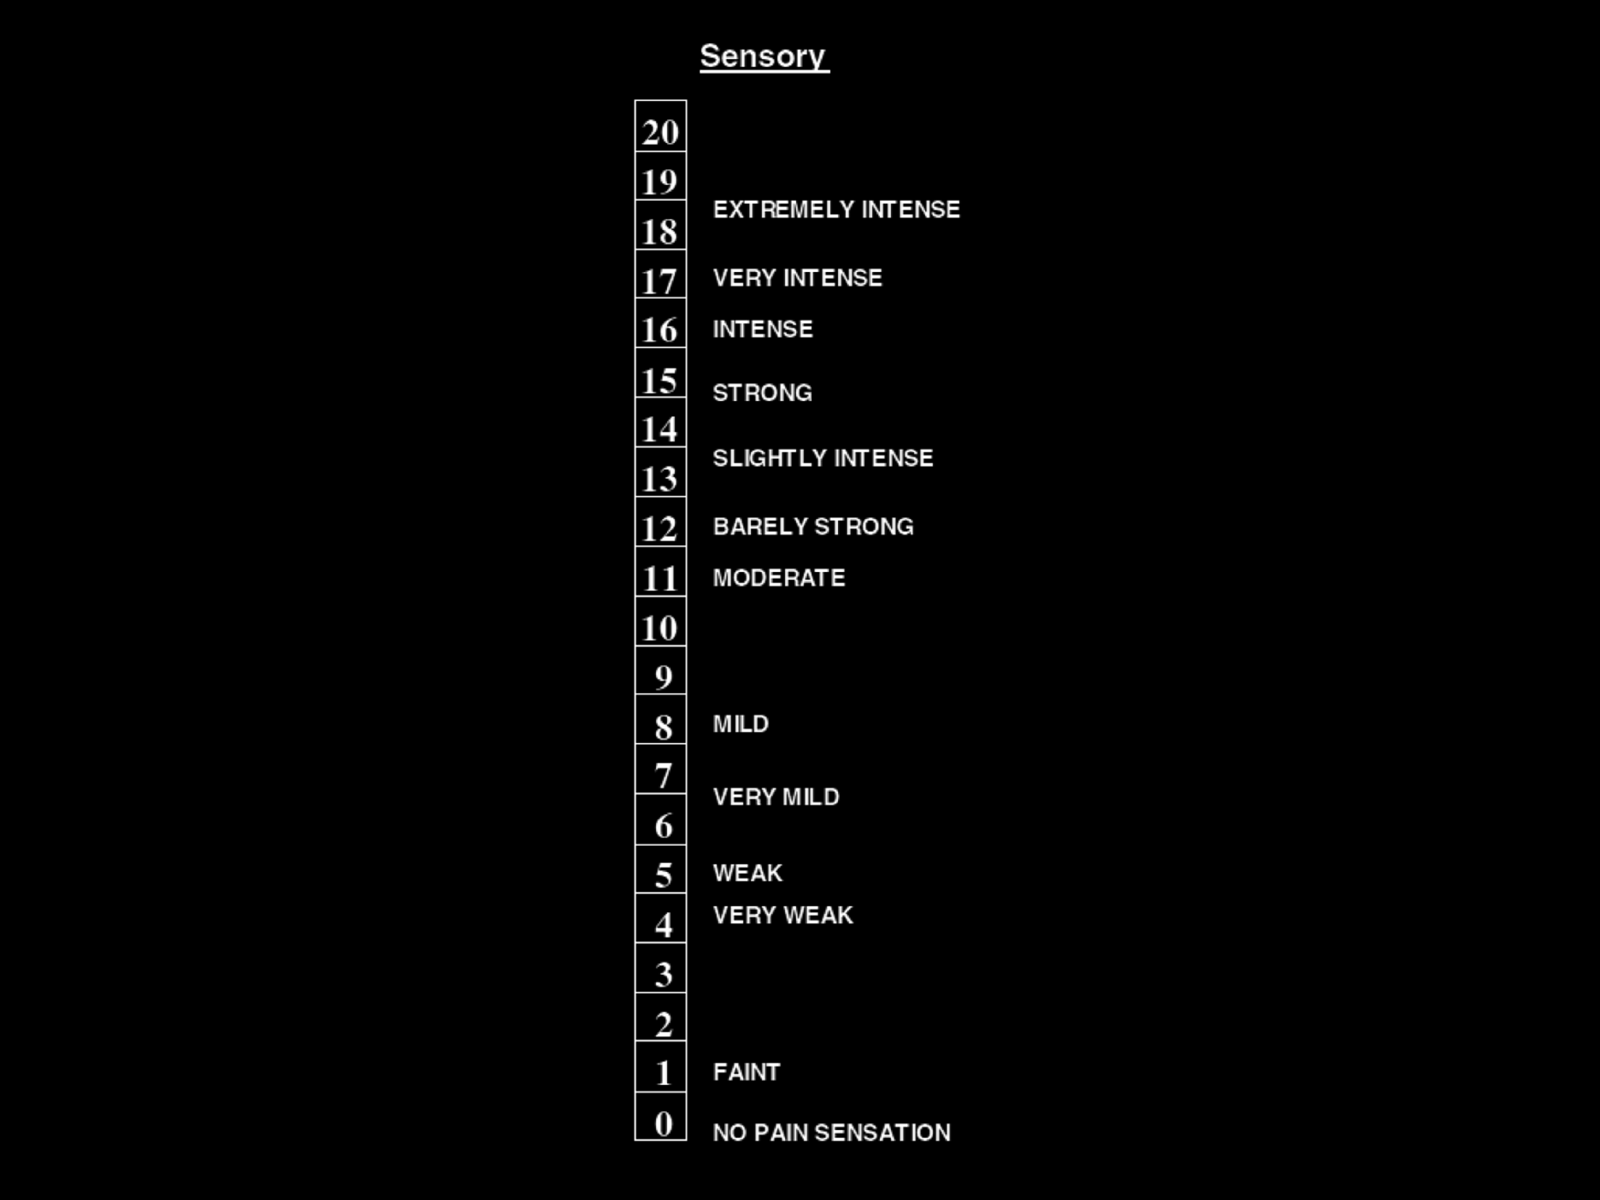 Sensory
20
19
EXTREMELY INTENSE
18
17 VERY INTENSE
16 INTENSE
15
STRONG
14
SLIGHTLY INTENSE
13
12 BARELY STRONG
11 MODERATE
10
9
8 MILD
7
VERY MILD
6
5 WEAK
4 VERY WEAK
3
2
1 FAINT
0 NO PAIN SENSATION